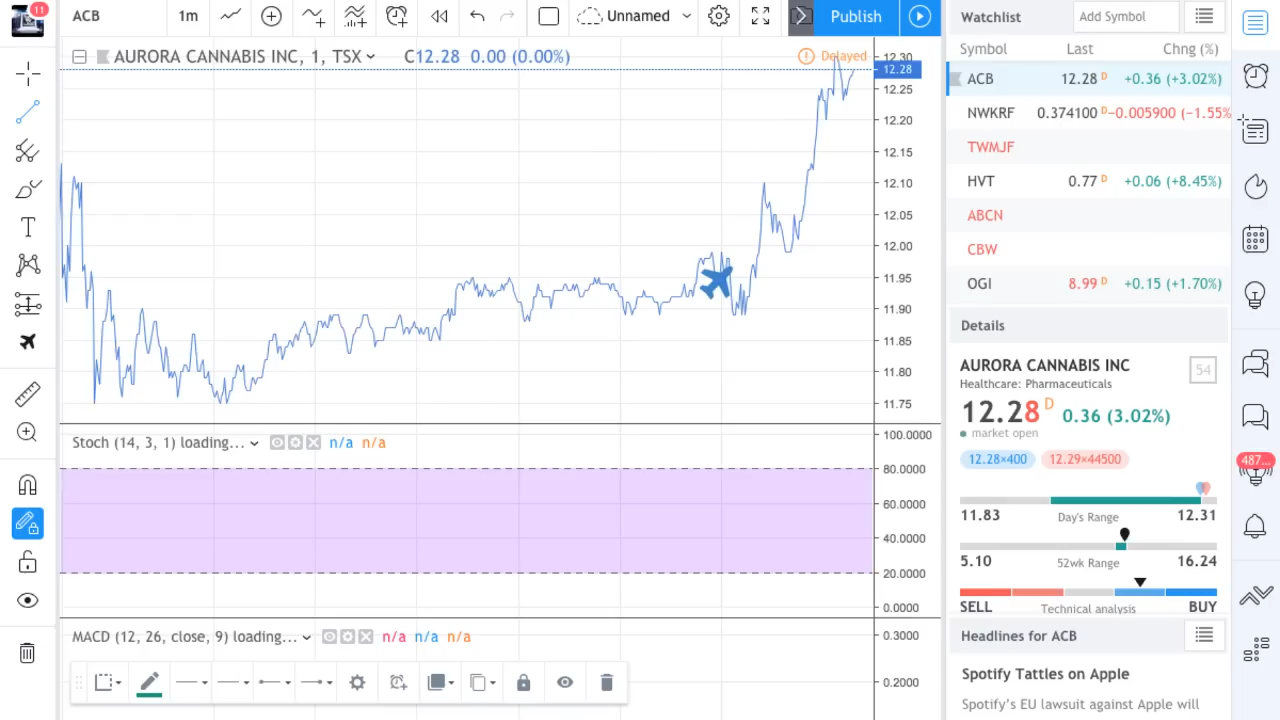 11
ACB
1m
Unnamed
Publish
AURORA CANNABIS INC, 1, TSX
C12.28 0.00 (0.00%)
Delayed
12.30
12.28
12.25
12.20
12.15
12.10
12.05
12.00
11.95
11.90
11.85
11.80
11.75
Stoch (14, 3, 1) loading... n/a n/a
100.0000
80.0000
60.0000
40.0000
20.0000
0.0000
MACD (12, 26, close, 9) loading... n/a n/a n/a
0.3000
0.2000
Watchlist
Add Symbol
Symbol Last Chng (%)
ACB 12.28 D +0.36 (+3.02%)
NWKRF 0.374100 D −0.005900 (−1.55%
TWMJF
HVT 0.77 D +0.06 (+8.45%)
ABCN
CBW
OGI 8.99 D +0.15 (+1.70%)
Details
AURORA CANNABIS INC
54
Healthcare: Pharmaceuticals
12.28 D 0.36 (3.02%)
market open
12.28×400 12.29×44500
11.83 Day's Range 12.31
5.10 52wk Range 16.24
SELL Technical analysis BUY
Headlines for ACB
Spotify Tattles on Apple
Spotify's EU lawsuit against Apple will
487...